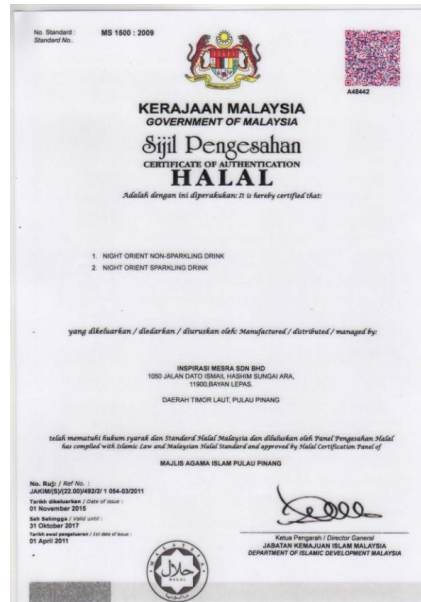 No. Standard : MS 1500 : 2009
Standard No.
A48442
KERAJAAN MALAYSIA
GOVERNMENT OF MALAYSIA
Sijil Pengesahan
CERTIFICATE OF AUTHENTICATION
HALAL
Adalah dengan ini diperakukan: It is hereby certified that:
1. NIGHT ORIENT NON-SPARKLING DRINK
2. NIGHT ORIENT SPARKLING DRINK
yang dikeluarkan / diedarkan / diuruskan oleh: Manufactured / distributed / managed by:
INSPIRASI MESRA SDN BHD
1050 JALAN DATO ISMAIL HASHIM SUNGAI ARA,
11900,BAYAN LEPAS.
DAERAH TIMOR LAUT, PULAU PINANG
telah mematuhi hukum syarak dan Standard Halal Malaysia dan diluluskan oleh Panel Pengesahan Halal
has complied with Islamic Law and Malaysian Halal Standard and approved by Halal Certification Panel of
MAJLIS AGAMA ISLAM PULAU PINANG
No. Ruj: / Ref No. :
JAKIM/(S)/(22.00)/492/2/ 1 054-03/2011
Tarikh dikeluarkan / Date of issue :
01 November 2015
Sah Sehingga / Valid until :
31 Oktober 2017
Tarikh awal pengeluaran / 1st date of issue :
01 April 2011
Ketua Pengarah / Director General
JABATAN KEMAJUAN ISLAM MALAYSIA
DEPARTMENT OF ISLAMIC DEVELOPMENT MALAYSIA
حلال
HALAL